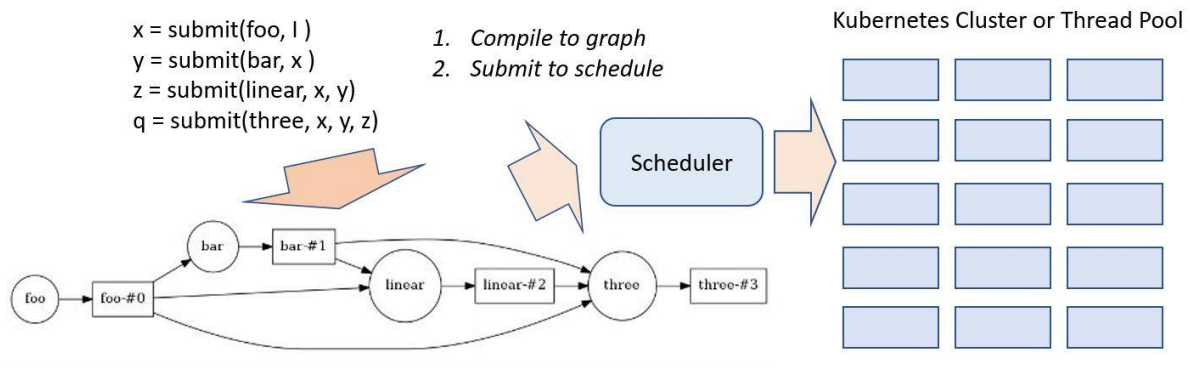 x = submit(foo, I )
y = submit(bar, x )
z = submit(linear, x, y)
q = submit(three, x, y, z)
1. Compile to graph
2. Submit to schedule
Kubernetes Cluster or Thread Pool
Scheduler
foo
foo-#0
bar
bar-#1
linear
linear-#2
three
three-#3